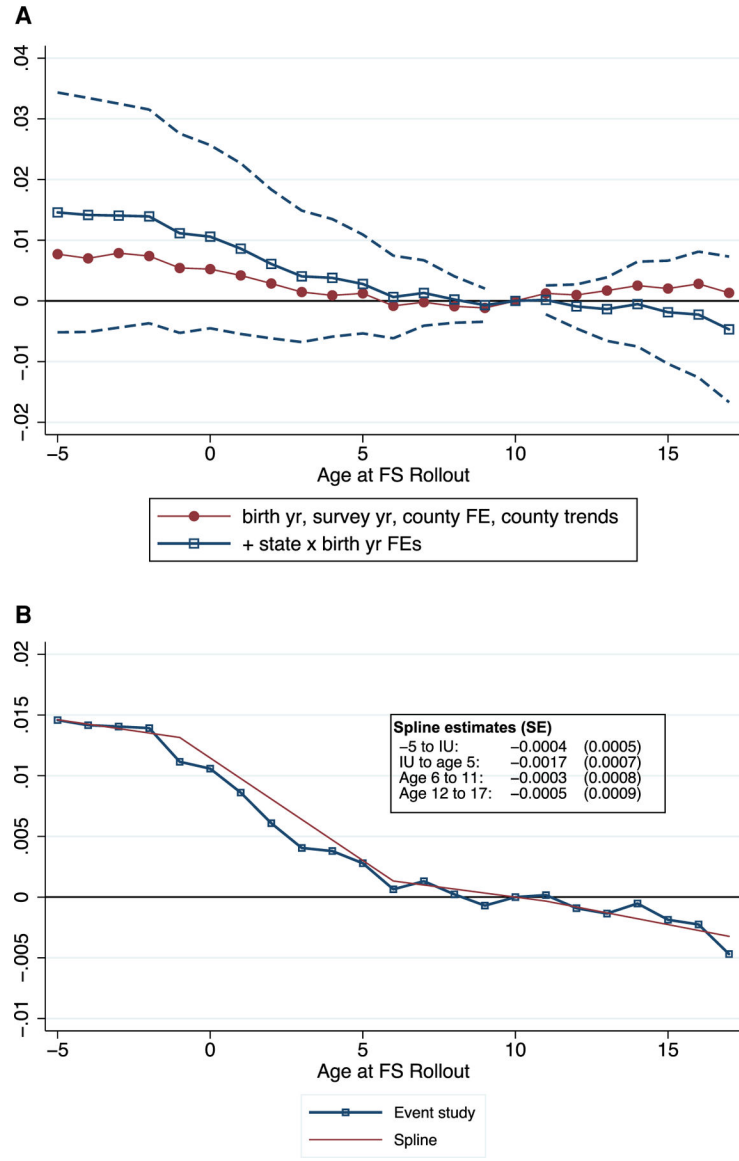 A
.04
.03
.02
.01
0
-.01
-.02
−5
0
5
10
15
Age at FS Rollout
birth yr, survey yr, county FE, county trends
+ state x birth yr FEs
B
.02
.015
.01
.005
0
-.005
-.01
Spline estimates (SE)
−5 to IU: −0.0004 (0.0005)
IU to age 5: −0.0017 (0.0007)
Age 6 to 11: −0.0003 (0.0008)
Age 12 to 17: −0.0005 (0.0009)
−5
0
5
10
15
Age at FS Rollout
Event study
Spline